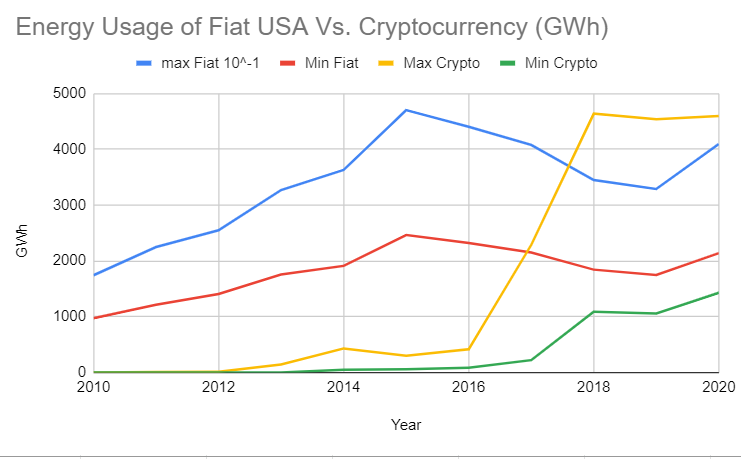 Energy Usage of Fiat USA Vs. Cryptocurrency (GWh)
max Fiat 10^-1 Min Fiat Max Crypto Min Crypto
5000
4000
3000
2000
1000
0
GWh
2010 2012 2014 2016 2018 2020
Year